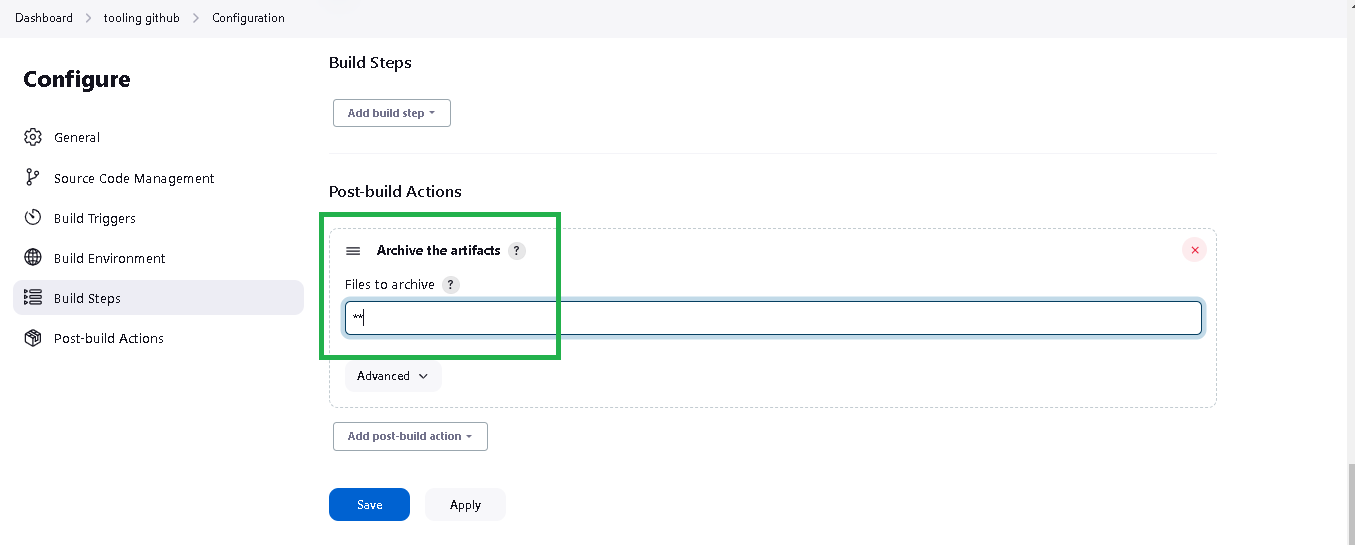 Dashboard > tooling github > Configuration
Configure
General
Source Code Management
Build Triggers
Build Environment
Build Steps
Post-build Actions
Build Steps
Add build step
Post-build Actions
Archive the artifacts ?
Files to archive ?
**
Advanced
Add post-build action
Save Apply